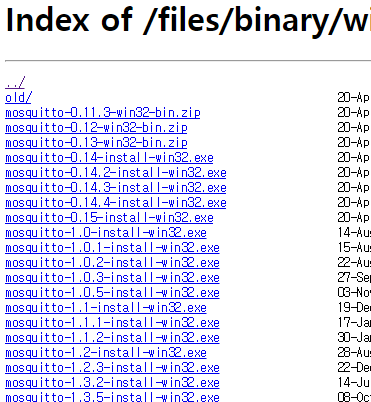 Index of /files/binary/wi
../
old/ 20-Ap
mosquitto-0.11.3-win32-bin.zip 20-Ap
mosquitto-0.12-win32-bin.zip 20-Ap
mosquitto-0.13-win32-bin.zip 20-Ap
mosquitto-0.14-install-win32.exe 20-Ap
mosquitto-0.14.2-install-win32.exe 20-Ap
mosquitto-0.14.3-install-win32.exe 20-Ap
mosquitto-0.14.4-install-win32.exe 20-Ap
mosquitto-0.15-install-win32.exe 20-Ap
mosquitto-1.0-install-win32.exe 14-Au
mosquitto-1.0.1-install-win32.exe 15-Au
mosquitto-1.0.2-install-win32.exe 22-Au
mosquitto-1.0.3-install-win32.exe 27-Se
mosquitto-1.0.5-install-win32.exe 03-No
mosquitto-1.1-install-win32.exe 19-De
mosquitto-1.1.1-install-win32.exe 17-Ja
mosquitto-1.1.2-install-win32.exe 30-Ja
mosquitto-1.2-install-win32.exe 28-Au
mosquitto-1.2.3-install-win32.exe 22-De
mosquitto-1.3.2-install-win32.exe 14-Ju
mosquitto-1.3.5-install-win32.exe 08-Oc